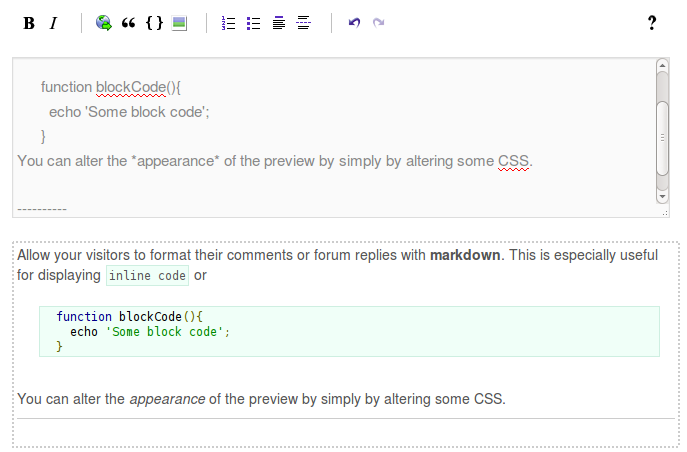 B I “ {} ?
function blockCode(){
echo 'Some block code';
}
You can alter the *appearance* of the preview by simply by altering some CSS.
----------
Allow your visitors to format their comments or forum replies with markdown. This is especially useful
for displaying inline code or
function blockCode(){
echo 'Some block code';
}
You can alter the appearance of the preview by simply by altering some CSS.